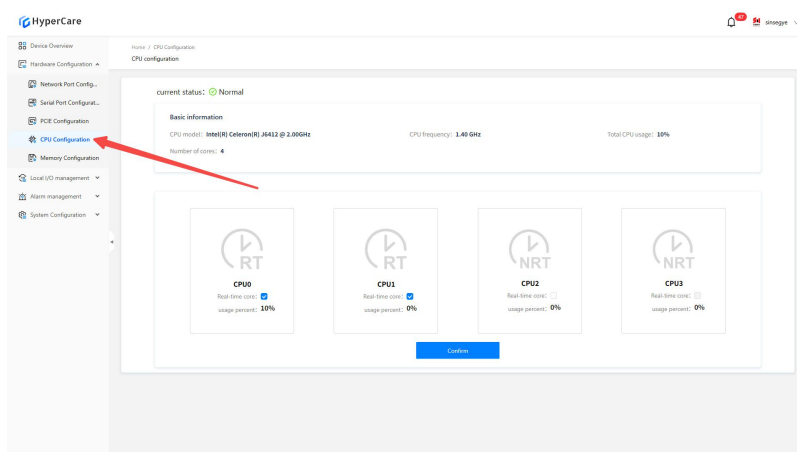 HyperCare
47
sinsegye
Device Overview
Hardware Configuration
Network Port Config...
Serial Port Configurat...
PCIE Configuration
CPU Configuration
Memory Configuration
Local I/O management
Alarm management
System Configuration
Home / CPU Configuration
CPU configuration
current status: Normal
Basic information
CPU model: Intel(R) Celeron(R) J6412 @ 2.00GHz CPU frequency: 1.40 GHz Total CPU usage: 10%
Number of cores: 4
RT RT NRT NRT
CPU0 CPU1 CPU2 CPU3
Real-time core: Real-time core: Real-time core: Real-time core:
usage percent: 10% usage percent: 0% usage percent: 0% usage percent: 0%
Confirm